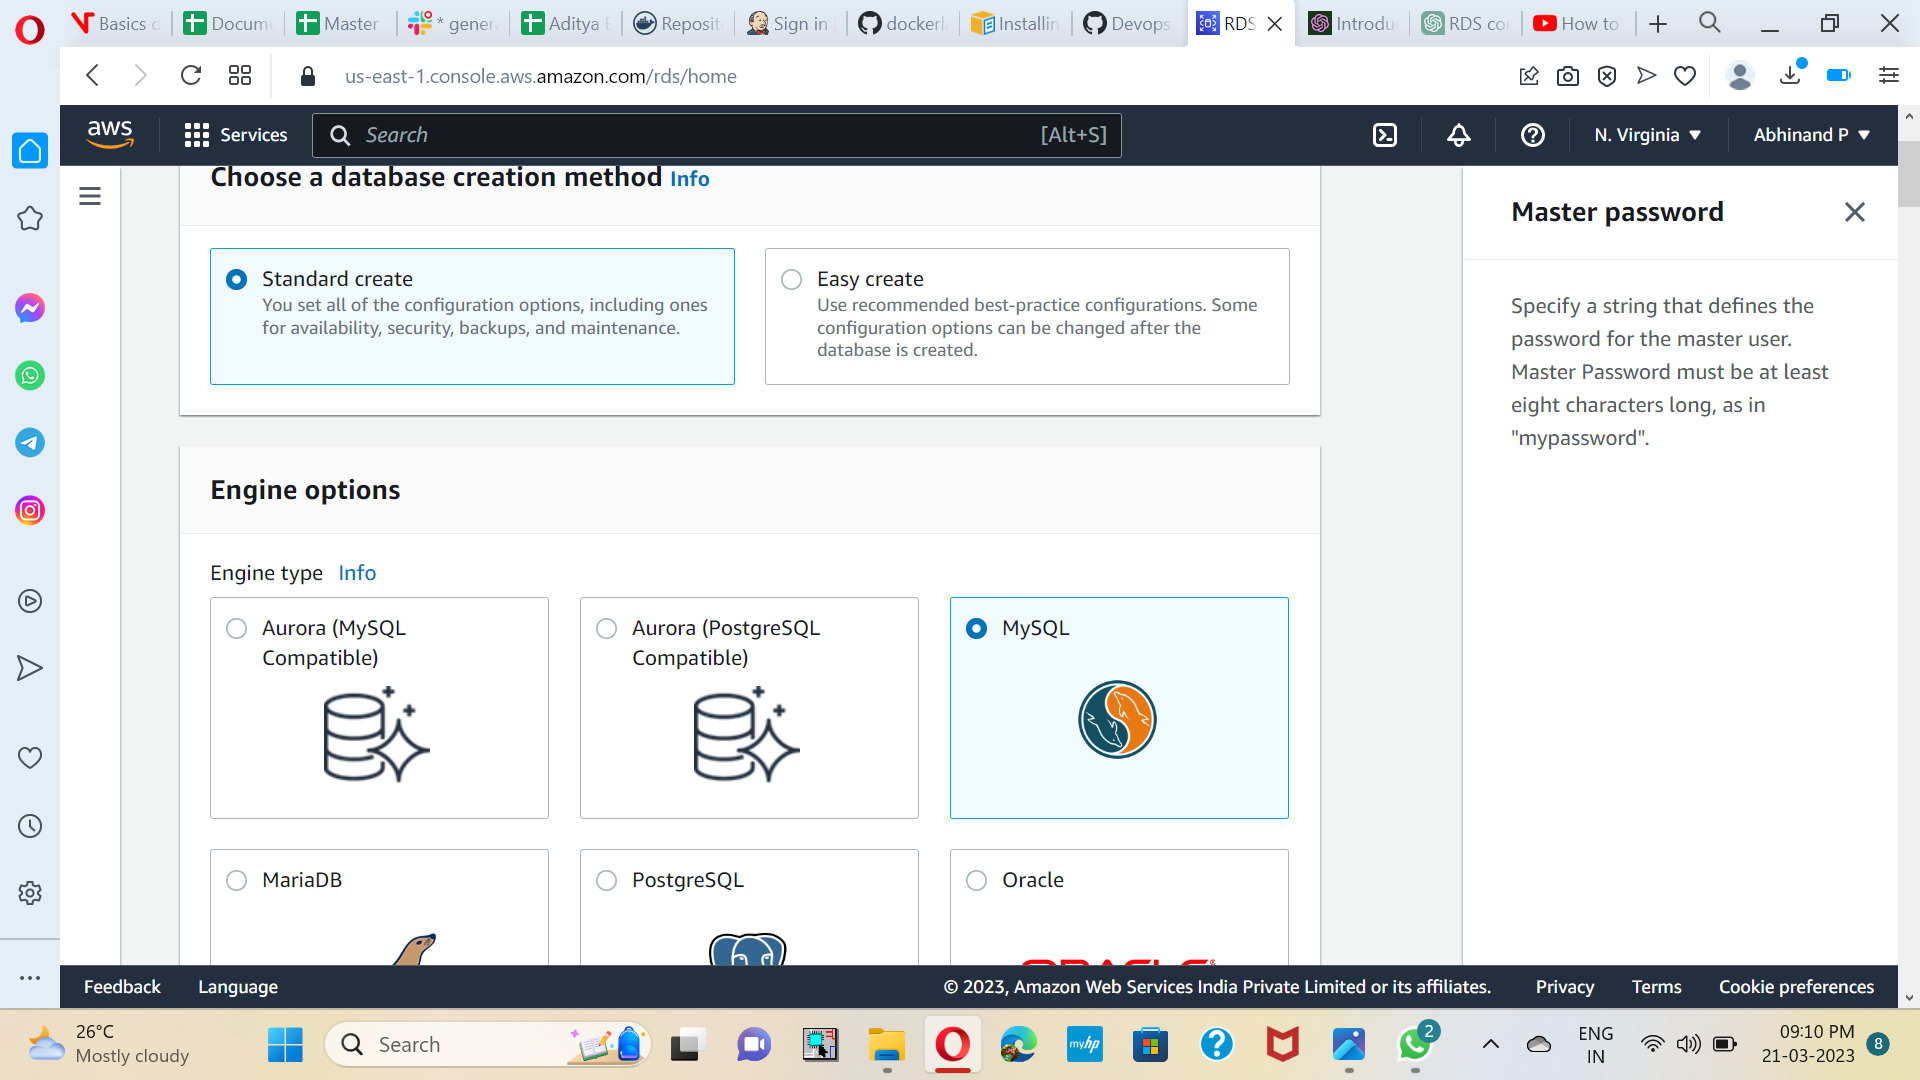 Basics o
Docume
Master
* genera
Aditya B
Reposit
Sign in
dockerl
Installin
Devops
RDS
Introdu
RDS con
How to
us-east-1.console.aws.amazon.com/rds/home
aws
Services
Search
[Alt+S]
N. Virginia
Abhinand P
Choose a database creation method Info
Standard create
You set all of the configuration options, including ones
for availability, security, backups, and maintenance.
Easy create
Use recommended best-practice configurations. Some
configuration options can be changed after the
database is created.
Engine options
Engine type Info
Aurora (MySQL
Compatible)
Aurora (PostgreSQL
Compatible)
MySQL
MariaDB
PostgreSQL
Oracle
ORACLE
Master password
Specify a string that defines the
password for the master user.
Master Password must be at least
eight characters long, as in
"mypassword".
Feedback
Language
© 2023, Amazon Web Services India Private Limited or its affiliates.
Privacy
Terms
Cookie preferences
26°C
Mostly cloudy
Search
myhp
2
ENG
IN
09:10 PM
21-03-2023
8